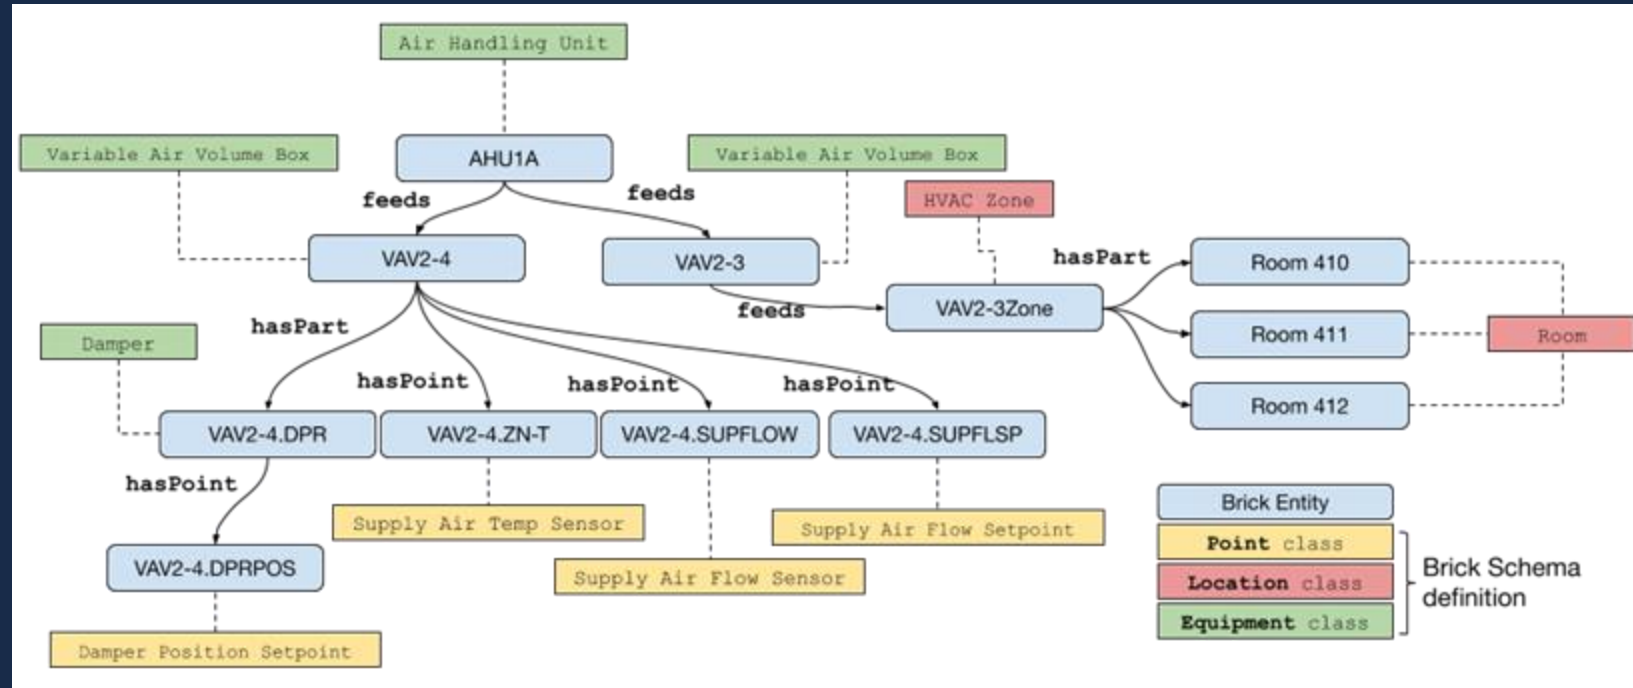 Air Handling Unit
Variable Air Volume Box
AHU1A
Variable Air Volume Box
feeds
feeds
HVAC Zone
VAV2-4
VAV2-3
hasPart
Room 410
feeds
VAV2-3Zone
Room 411
Room
Room 412
hasPart
Damper
hasPoint
hasPoint
hasPoint
VAV2-4.DPR
VAV2-4.ZN-T
VAV2-4.SUPFLOW
VAV2-4.SUPFLSP
hasPoint
Supply Air Temp Sensor
Supply Air Flow Setpoint
VAV2-4.DPRPOS
Supply Air Flow Sensor
Damper Position Setpoint
Brick Entity
Point class
Location class
Equipment class
Brick Schema
definition